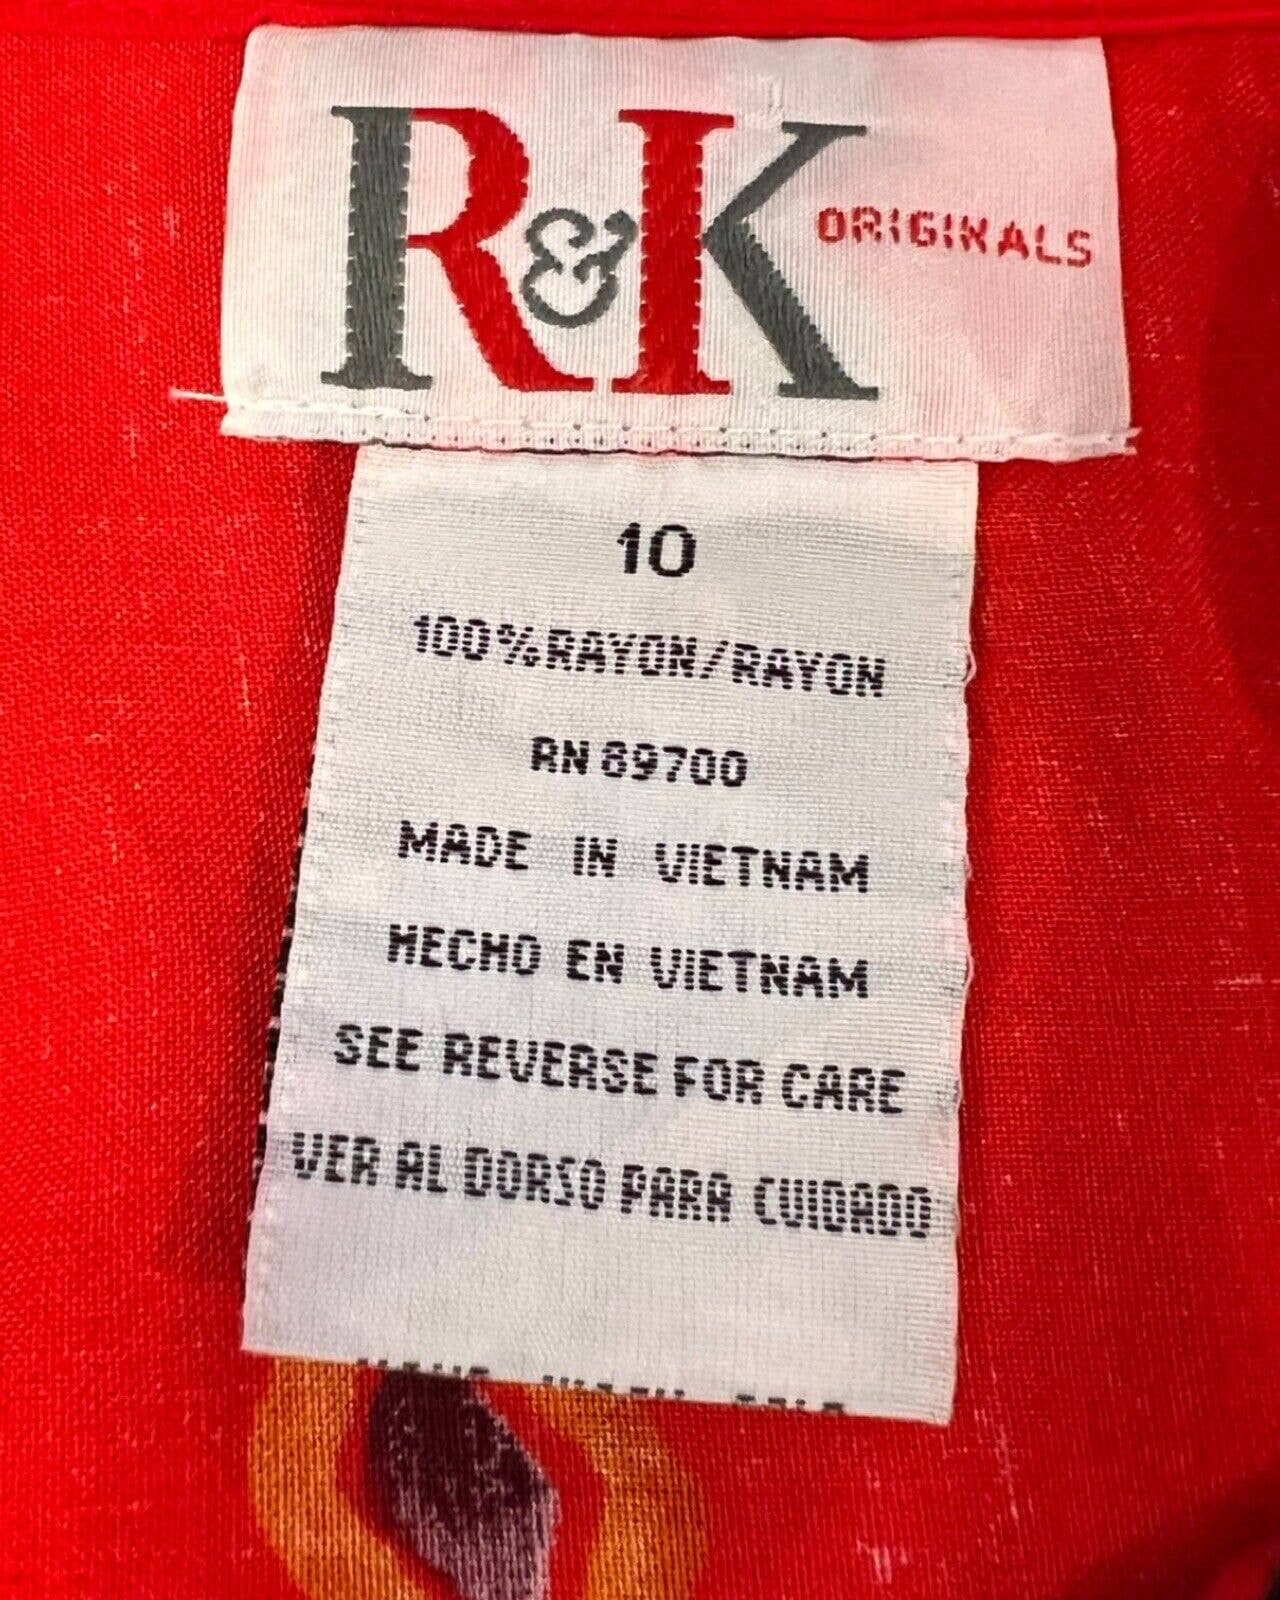 R&K ORIGINALS
10
100%RAYON/RAYON
RN 89700
MADE IN VIETNAM
HECHO EN VIETNAM
SEE REVERSE FOR CARE
VER AL DORSO PARA CUIDADO